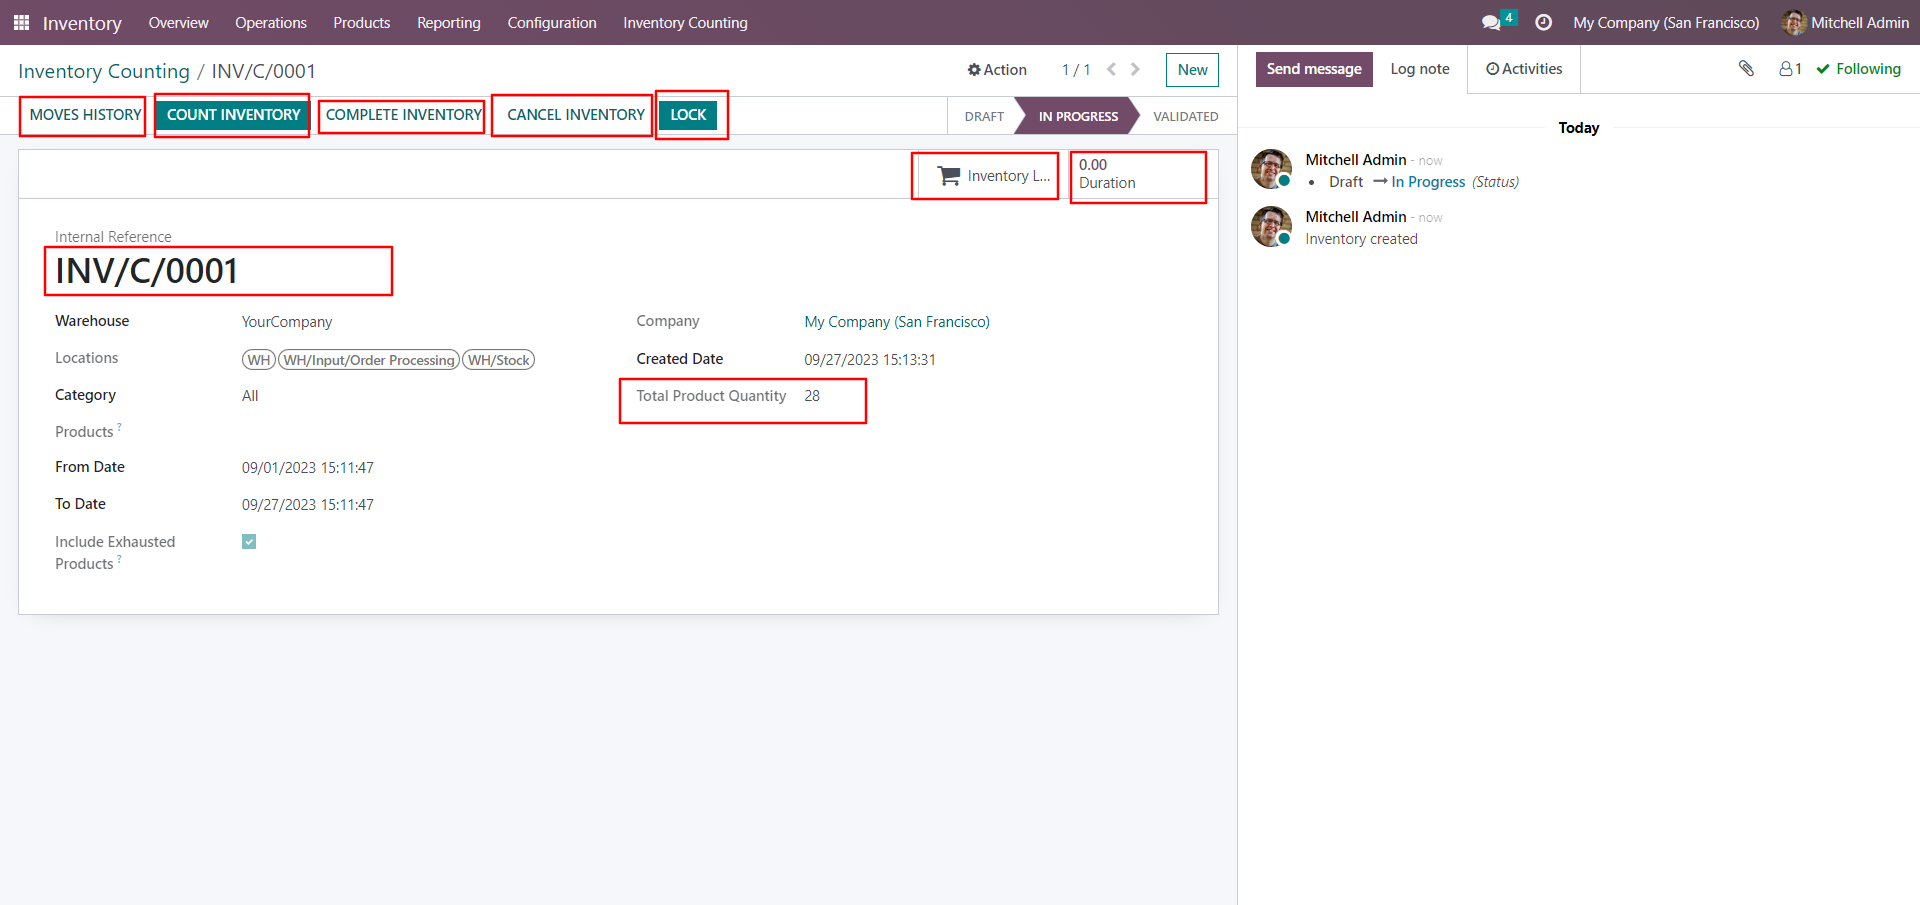 Inventory Overview Operations Products Reporting Configuration Inventory Counting 4 My Company (San Francisco) Mitchell Admin
Inventory Counting / INV/C/0001 Action 1 / 1 New
MOVES HISTORY COUNT INVENTORY COMPLETE INVENTORY CANCEL INVENTORY LOCK DRAFT IN PROGRESS VALIDATED
Inventory L...
0.00
Duration
Internal Reference
INV/C/0001
Warehouse YourCompany
Locations WH WH/Input/Order Processing WH/Stock
Category All
Products ?
From Date 09/01/2023 15:11:47
To Date 09/27/2023 15:11:47
Include Exhausted
Products ?
Company My Company (San Francisco)
Created Date 09/27/2023 15:13:31
Total Product Quantity 28
Send message Log note Activities 1 Following
Today
Mitchell Admin - now
• Draft → In Progress (Status)
Mitchell Admin - now
Inventory created